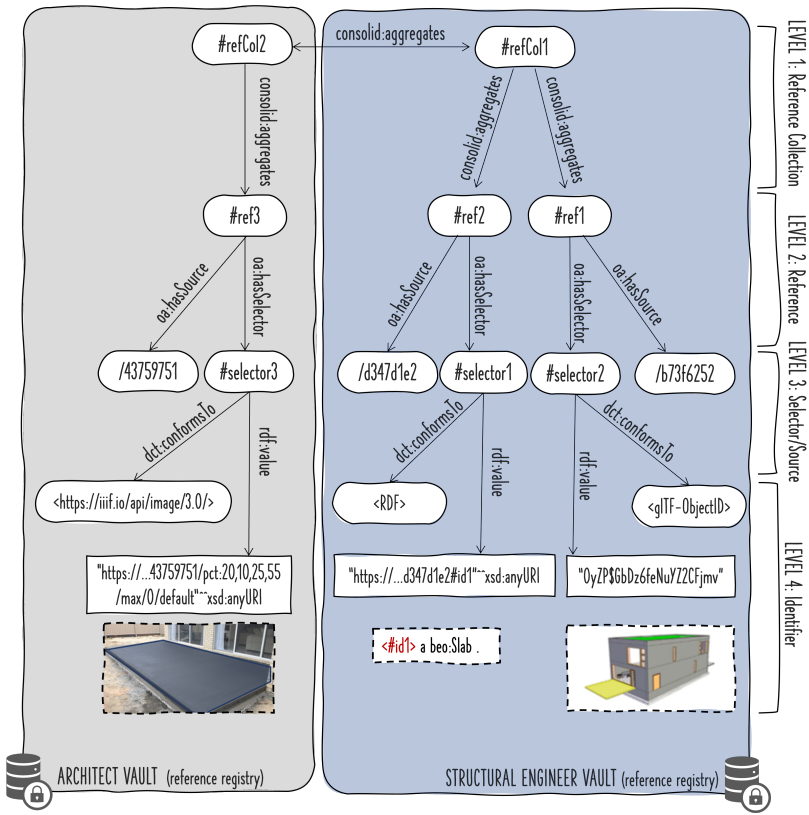 #refCol2
consolid:aggregates
#refCol1
consolid:aggregates
consolid:aggregates
consolid:aggregates
LEVEL 1: Reference Collection
#ref3
#ref2
#ref1
LEVEL 2: Reference
oa:hasSource
oa:hasSelector
oa:hasSource
oa:hasSelector
oa:hasSelector
oa:hasSource
/43759751
#selector3
/d347d1e2
#selector1
#selector2
/b73f6252
LEVEL 3: Selector/Source
dct:conformsTo
rdf:value
dct:conformsTo
rdf:value
rdf:value
dct:conformsTo
<https://iiif.io/api/image/3.0/>
<RDF>
<glTF-ObjectID>
LEVEL 4: Identifier
"https://...43759751/pct:20,10,25,55
/max/0/default"^^xsd:anyURI
"https://...d347d1e2#id1"^^xsd:anyURI
"0yZP$GbDz6feNuYZ2CFjmv"
<#id1> a beo:Slab .
ARCHITECT VAULT (reference registry)
STRUCTURAL ENGINEER VAULT (reference registry)